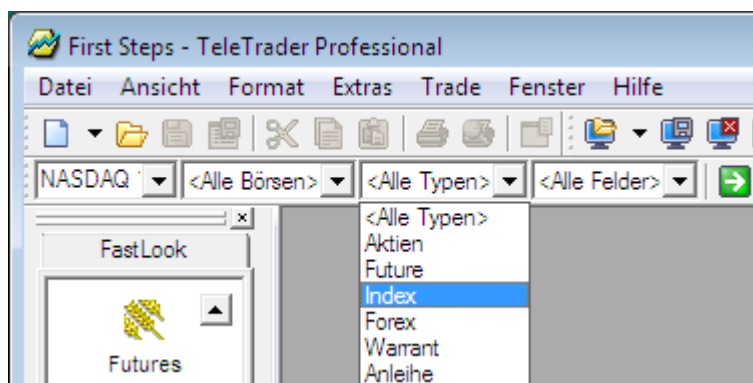 First Steps - TeleTrader Professional
Datei Ansicht Format Extras Trade Fenster Hilfe
NASDAQ <Alle Börsen> <Alle Typen> <Alle Felder>
<Alle Typen>
FastLook
Aktien
Future
Index
Forex
Futures
Warrant
Anleihe